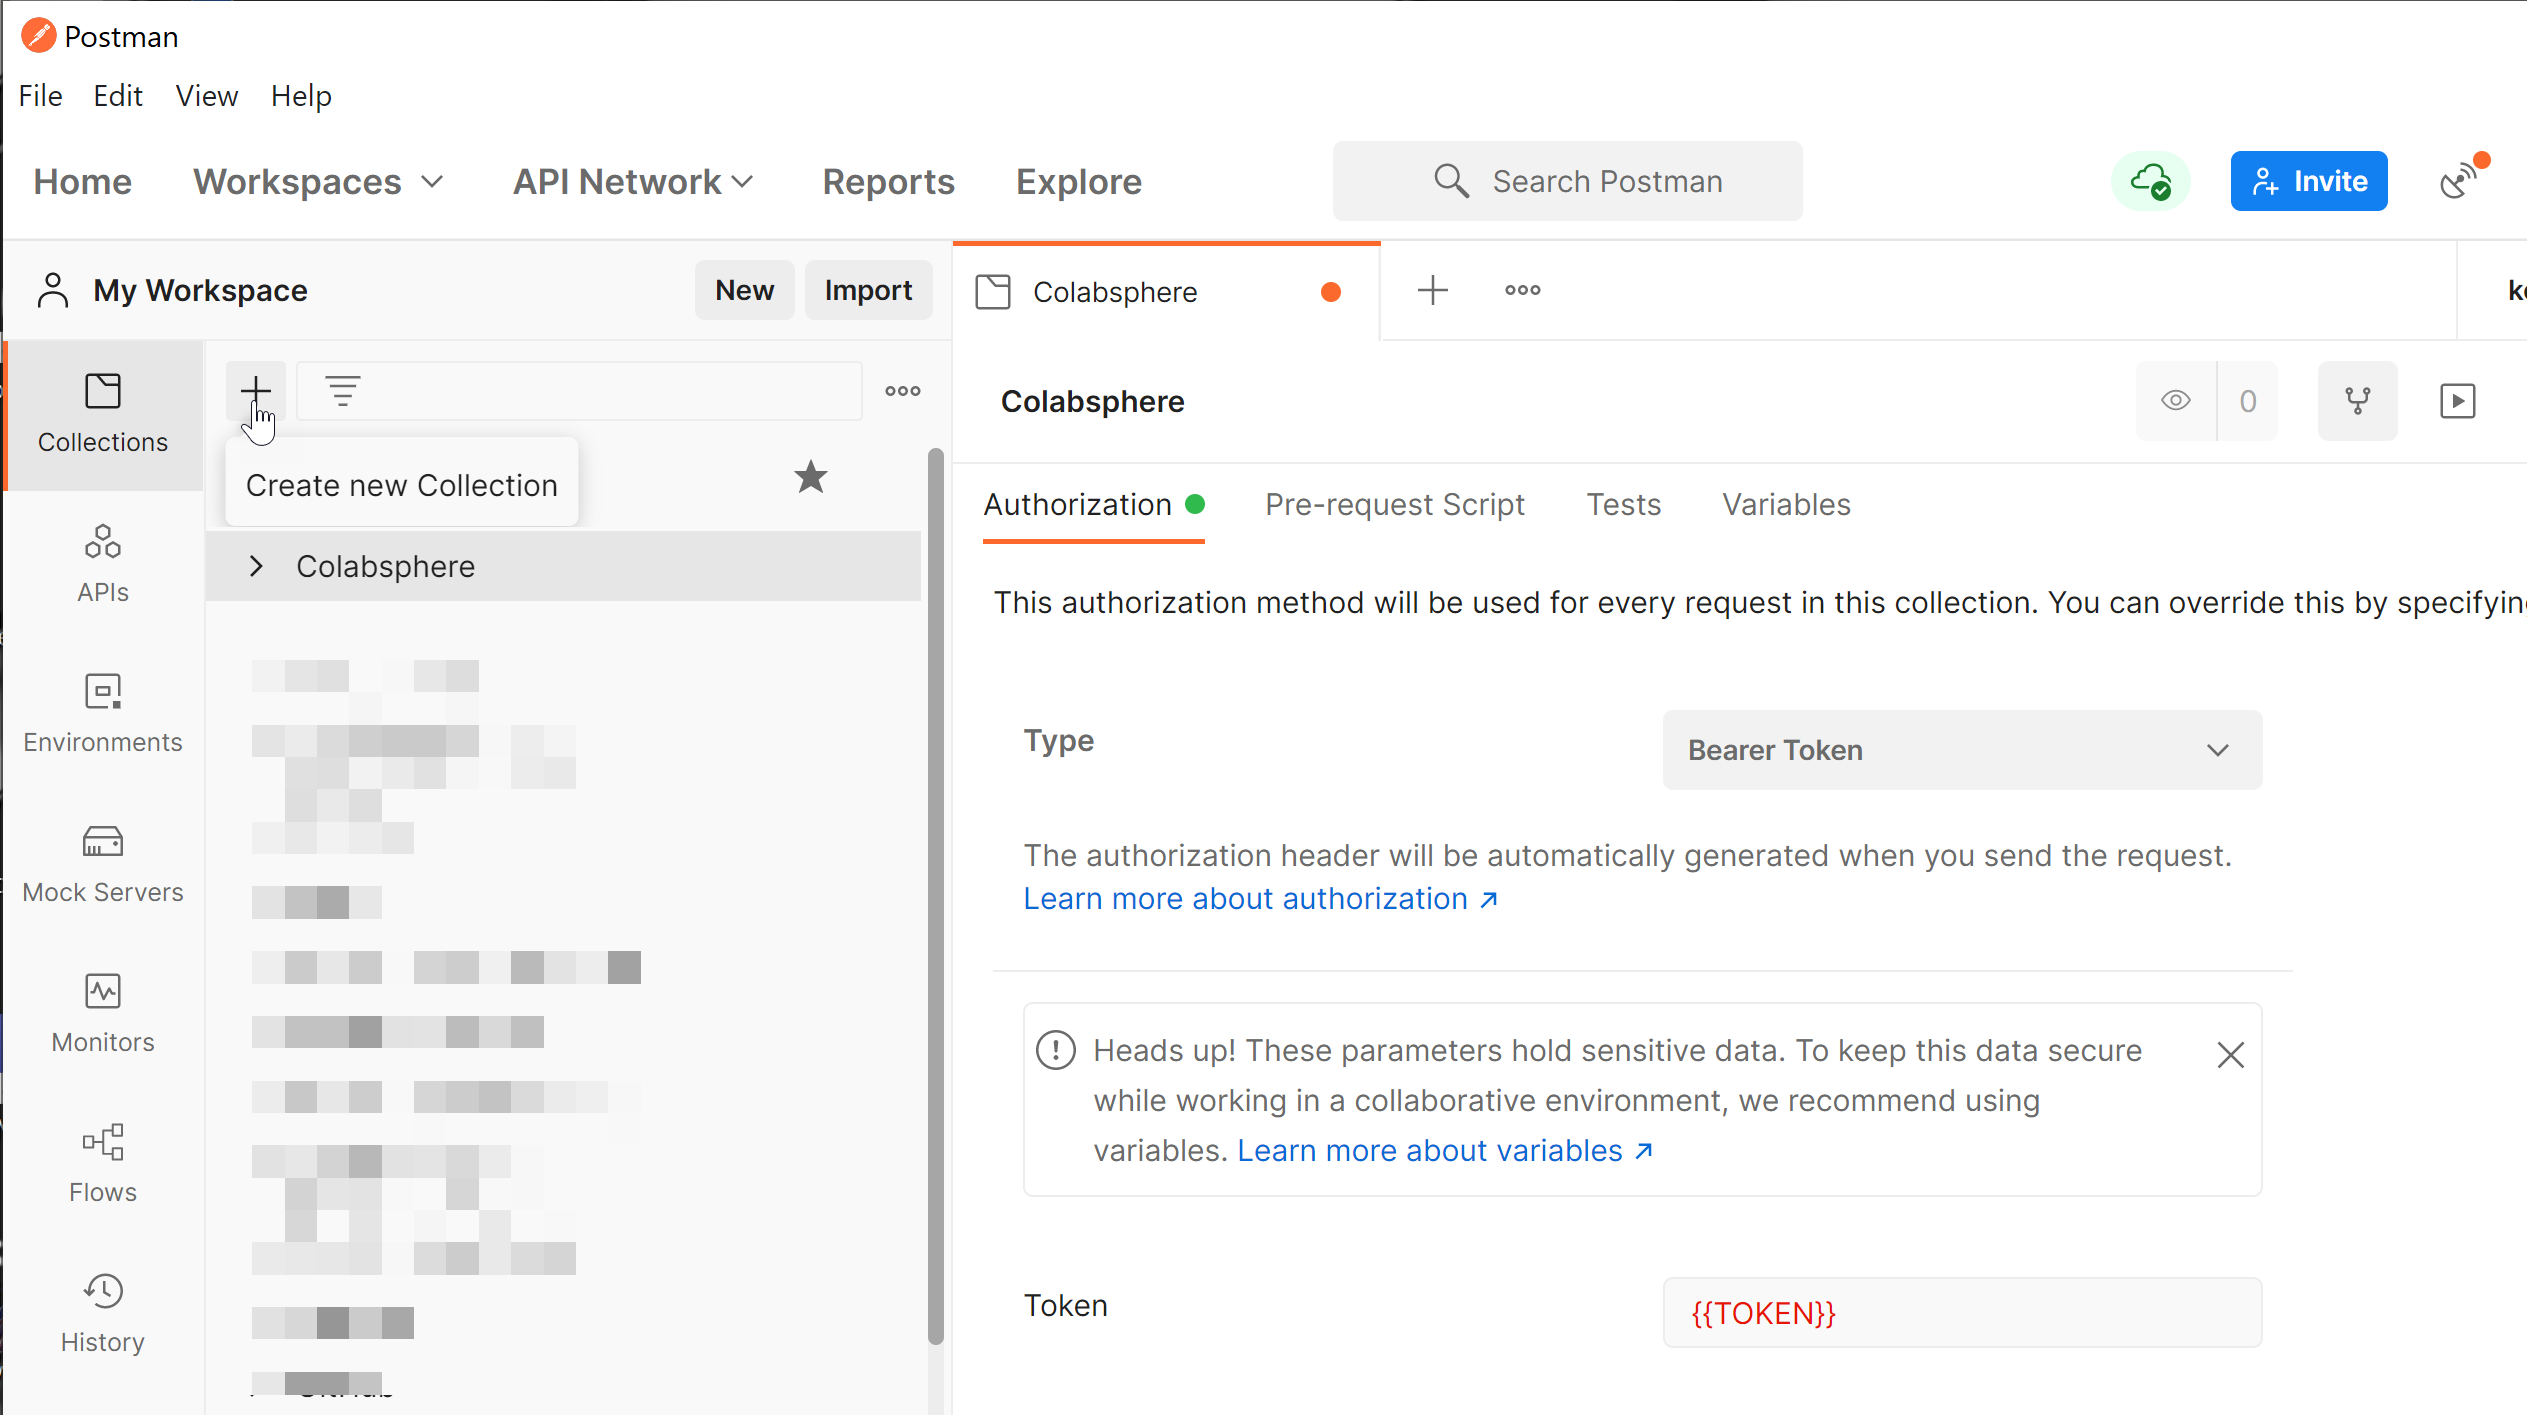 Postman
File Edit View Help
Home Workspaces API Network Reports Explore Search Postman Invite
My Workspace New Import Colabsphere
Collections
Create new Collection
Colabsphere
APIs
Environments
Mock Servers
Monitors
Flows
History
Colabsphere 0
Authorization Pre-request Script Tests Variables
This authorization method will be used for every request in this collection. You can override this by
Type Bearer Token
The authorization header will be automatically generated when you send the request.
Learn more about authorization ↗
Heads up! These parameters hold sensitive data. To keep this data secure
while working in a collaborative environment, we recommend using
variables. Learn more about variables ↗
Token {{TOKEN}}